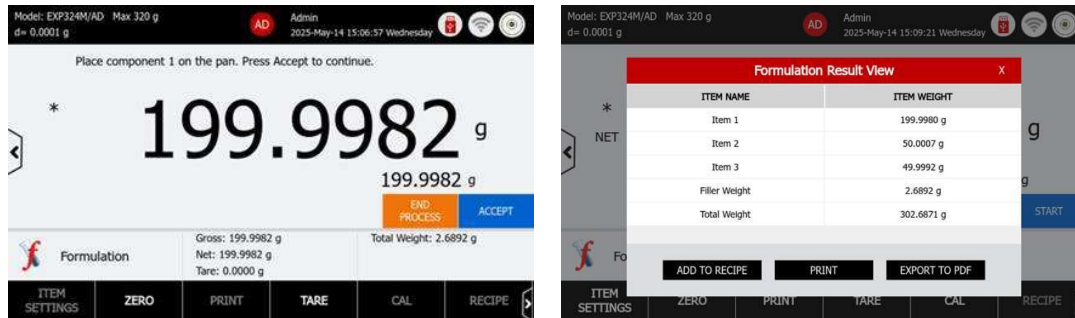 Model: EXP324M/AD Max 320 g
d= 0.0001 g
AD
Admin
2025-May-14 15:06:57 Wednesday
Place component 1 on the pan. Press Accept to continue.
*
199.9982 g
199.9982 g
END
PROCESS
ACCEPT
f Formulation
Gross: 199.9982 g
Net: 199.9982 g
Tare: 0.0000 g
Total Weight: 2.6892 g
ITEM
SETTINGS
ZERO
PRINT
TARE
CAL
RECIPE
Model: EXP324M/AD Max 320 g
d= 0.0001 g
AD
Admin
2025-May-14 15:09:21 Wednesday
Formulation Result View X
*
NET
g
g
ITEM NAME ITEM WEIGHT
Item 1 199.9980 g
Item 2 50.0007 g
Item 3 49.9992 g
Filler Weight 2.6892 g
Total Weight 302.6871 g
START
f Fo
ADD TO RECIPE
PRINT
EXPORT TO PDF
ITEM
SETTINGS
ZERO
PRINT
TARE
CAL
RECIPE